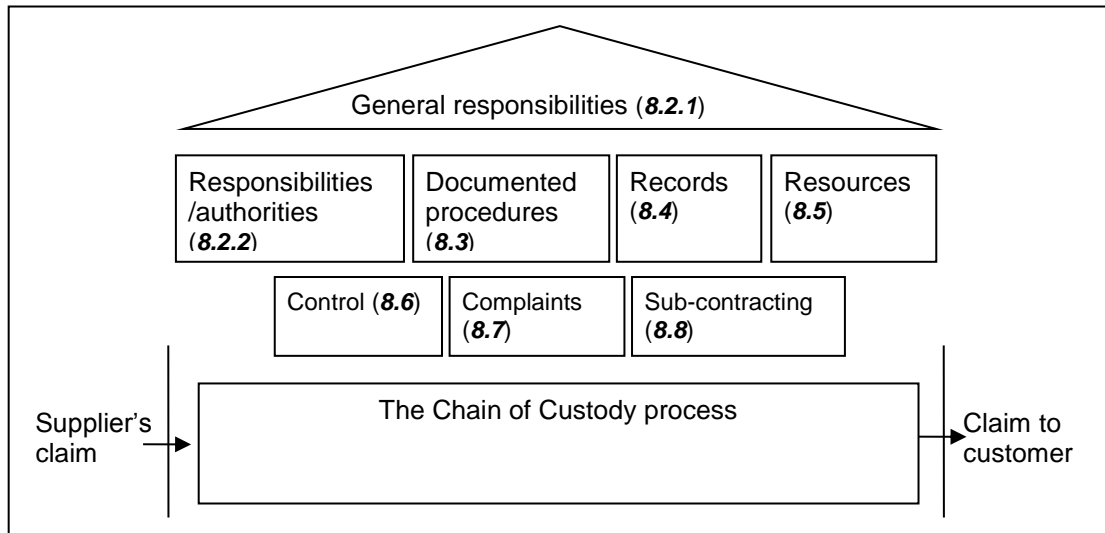 General responsibilities (8.2.1)
Responsibilities
/authorities
(8.2.2)
Documented
procedures
(8.3)
Records
(8.4)
Resources
(8.5)
Control (8.6)
Complaints
(8.7)
Sub-contracting
(8.8)
Supplier's
claim
The Chain of Custody process
Claim to
customer